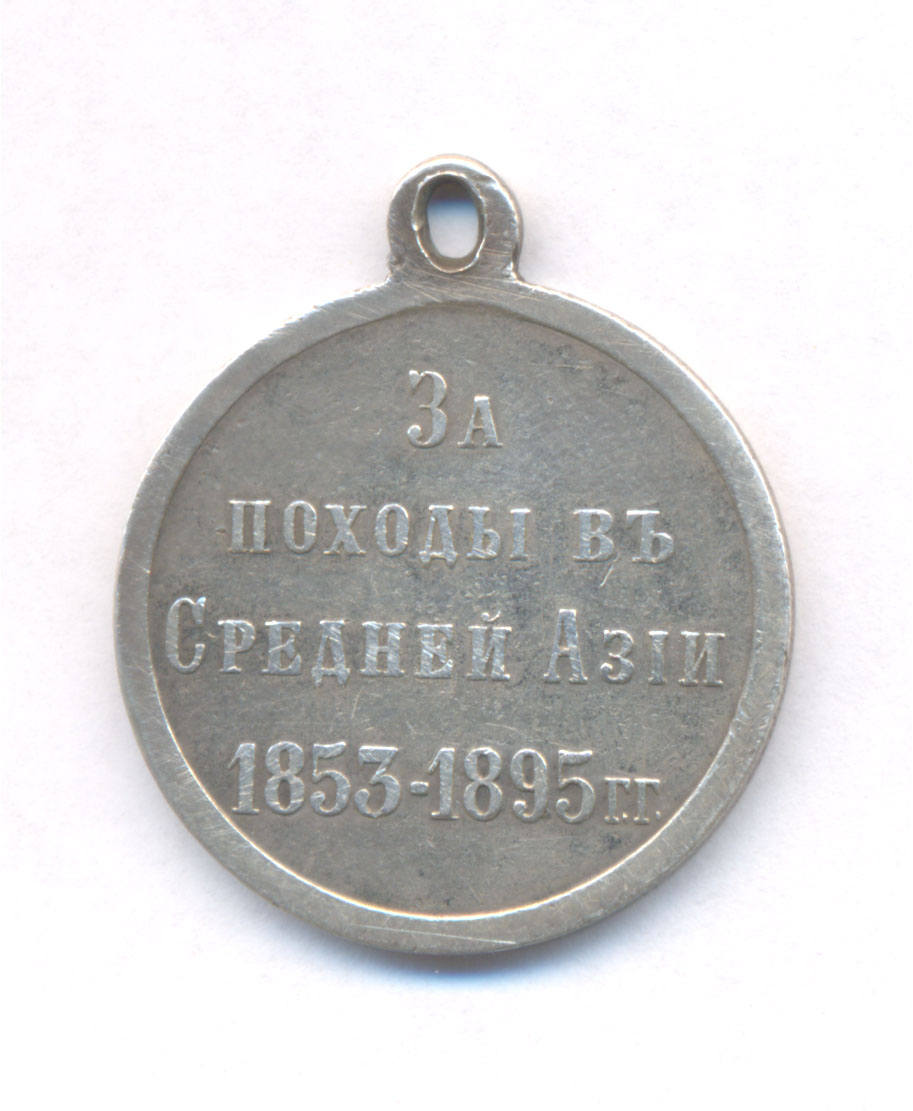 За
походы въ
Средней Азіи
1853-1895 г.г.